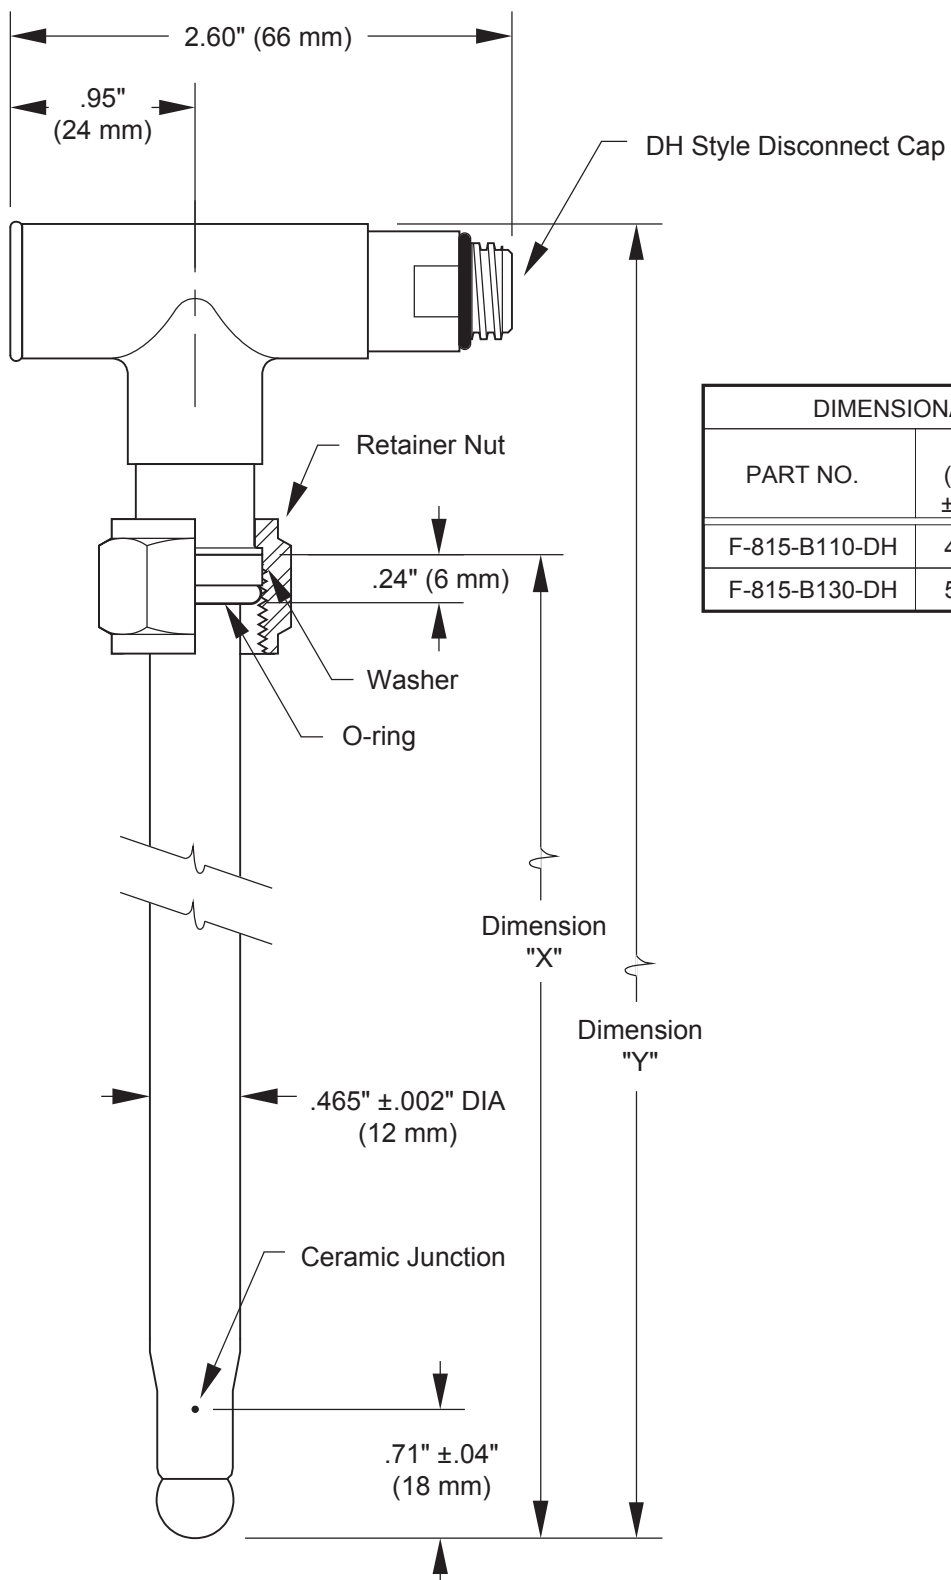 2.60" (66 mm)
.95"
(24 mm)
DH Style Disconnect Cap
Retainer Nut
.24" (6 mm)
Washer
O-ring
PART NO.
F-815-B110-DH
F-815-B130-DH
Dimension
"X"
Dimension
"Y"
.465" ±.002" DIA
(12 mm)
Ceramic Junction
.71" ±.04"
(18 mm)